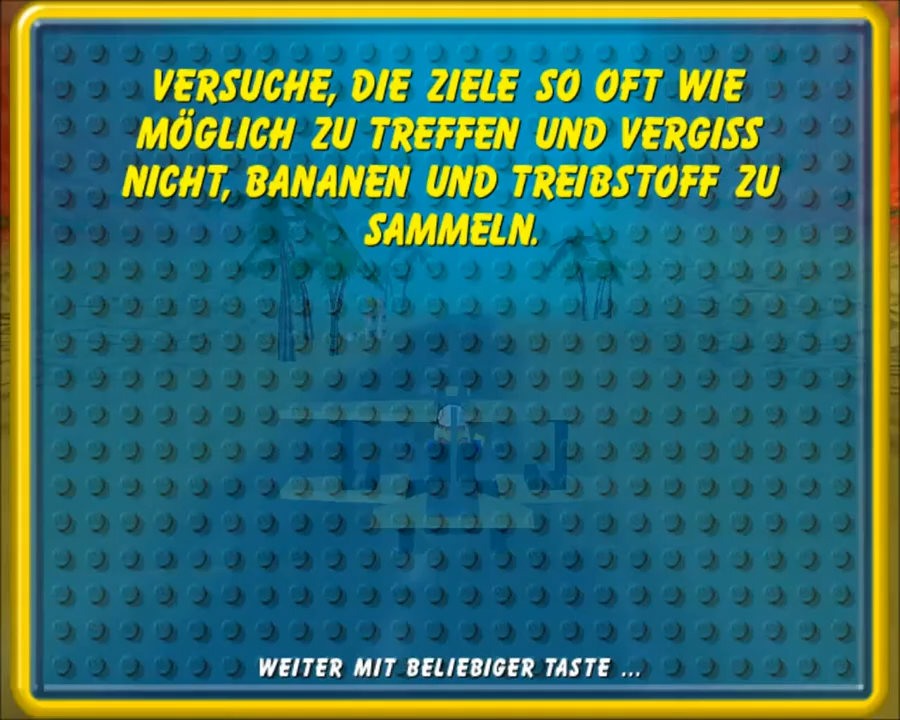 VERSUCHE, DIE ZIELE SO OFT WIE
MÖGLICH ZU TREFFEN UND VERGISS
NICHT, BANANEN UND TREIBSTOFF ZU
SAMMELN.
WEITER MIT BELIEBIGER TASTE ...